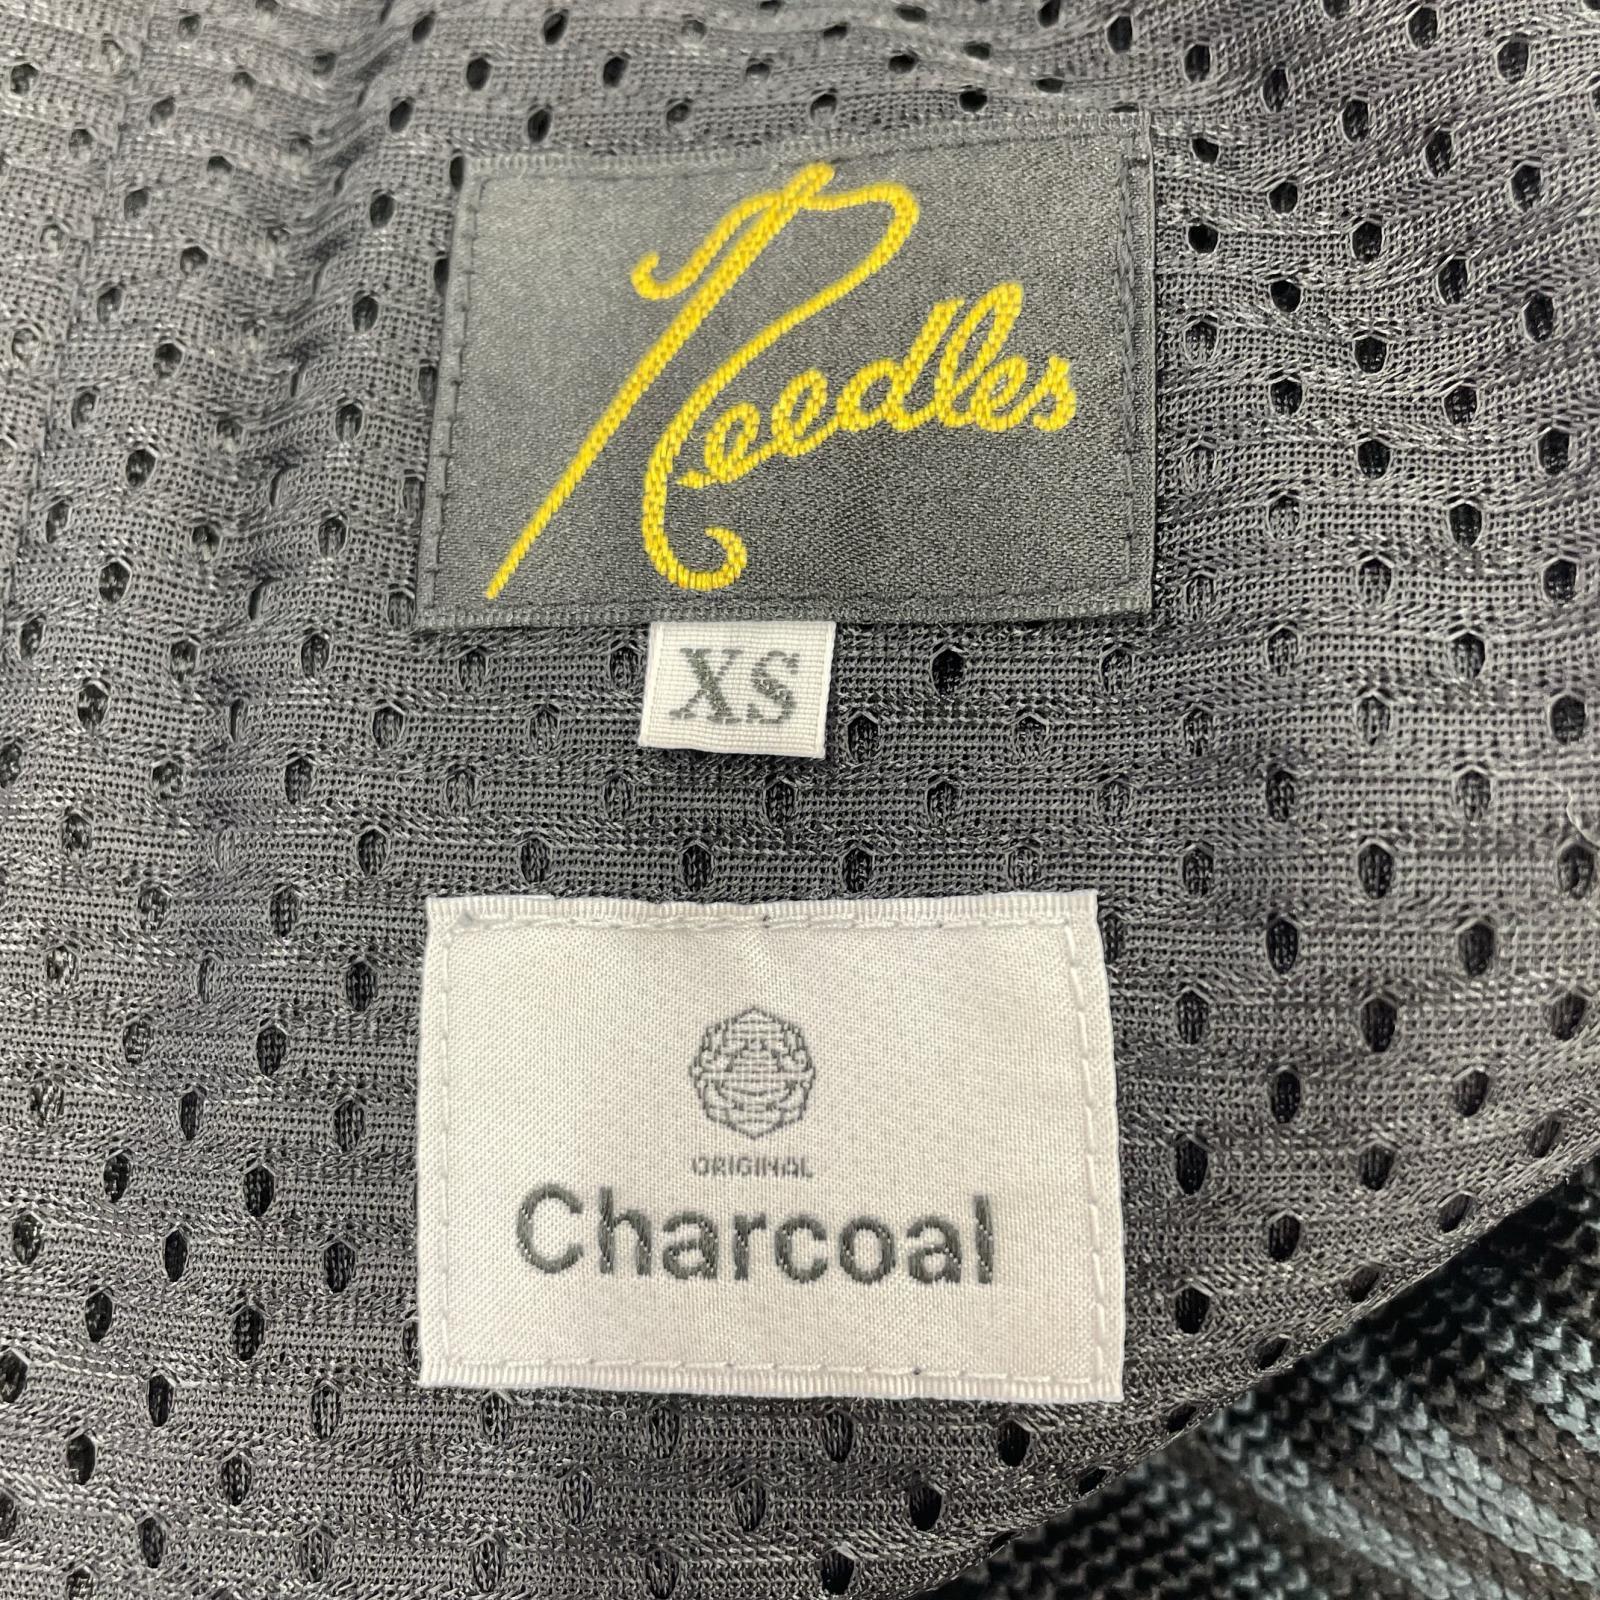 Needles
XS
ORIGINAL
Charcoal